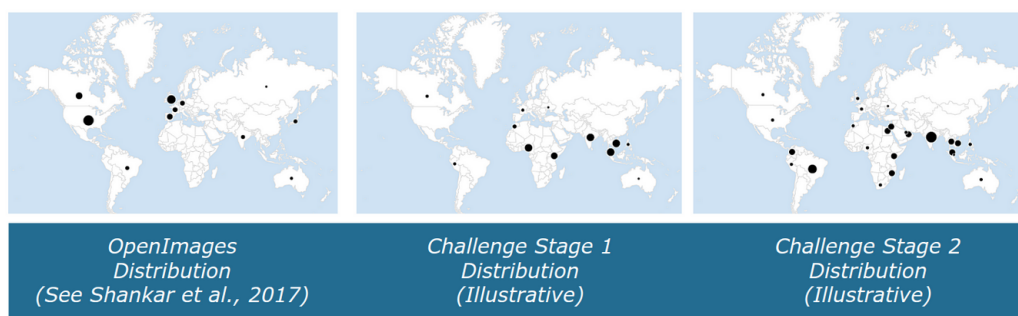 OpenImages
Distribution
(See Shankar et al., 2017)
Challenge Stage 1
Distribution
(Illustrative)
Challenge Stage 2
Distribution
(Illustrative)